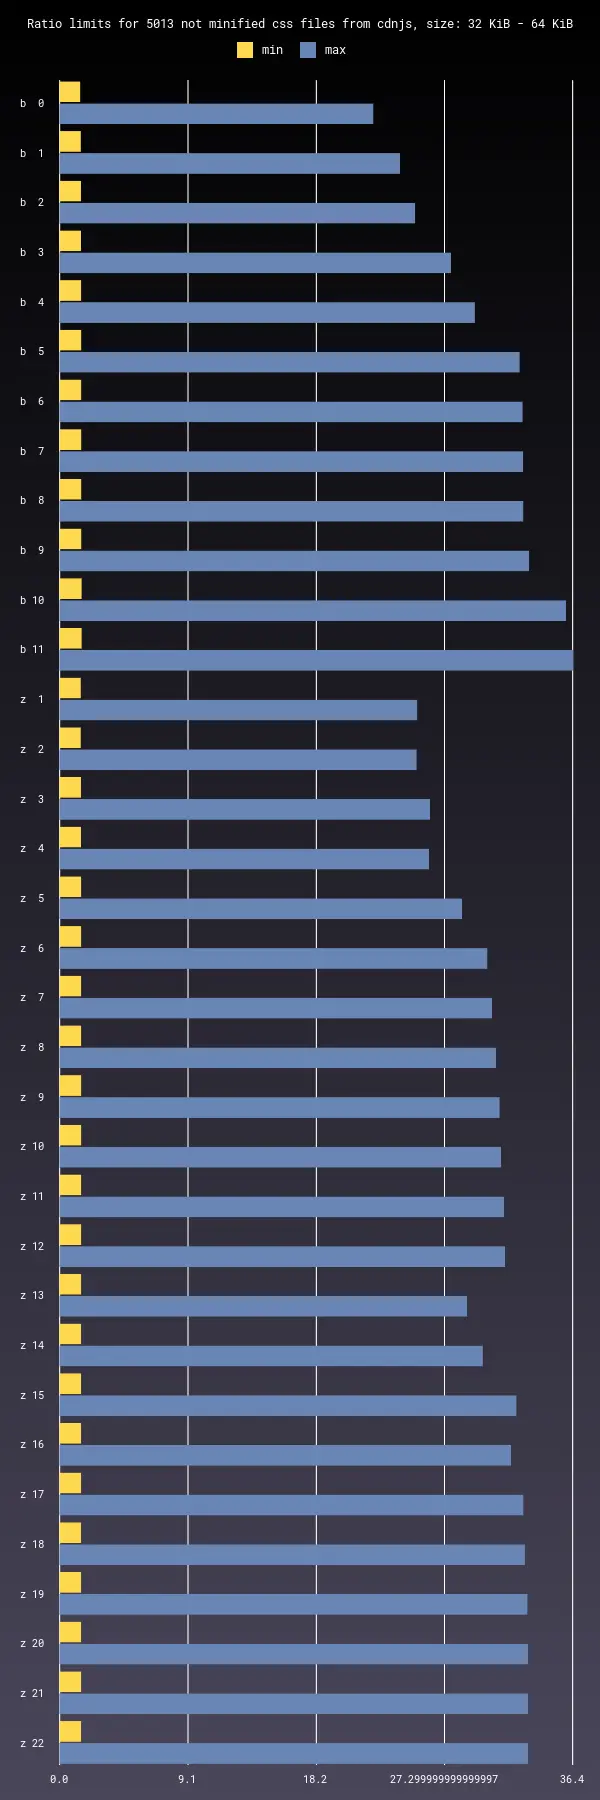 Ratio limits for 5013 not minified css files from cdnjs, size: 32 KiB - 64 KiB
min max
b 0
b 1
b 2
b 3
b 4
b 5
b 6
b 7
b 8
b 9
b 10
b 11
z 1
z 2
z 3
z 4
z 5
z 6
z 7
z 8
z 9
z 10
z 11
z 12
z 13
z 14
z 15
z 16
z 17
z 18
z 19
z 20
z 21
z 22
0.0 9.1 18.2 27.299999999999997 36.4